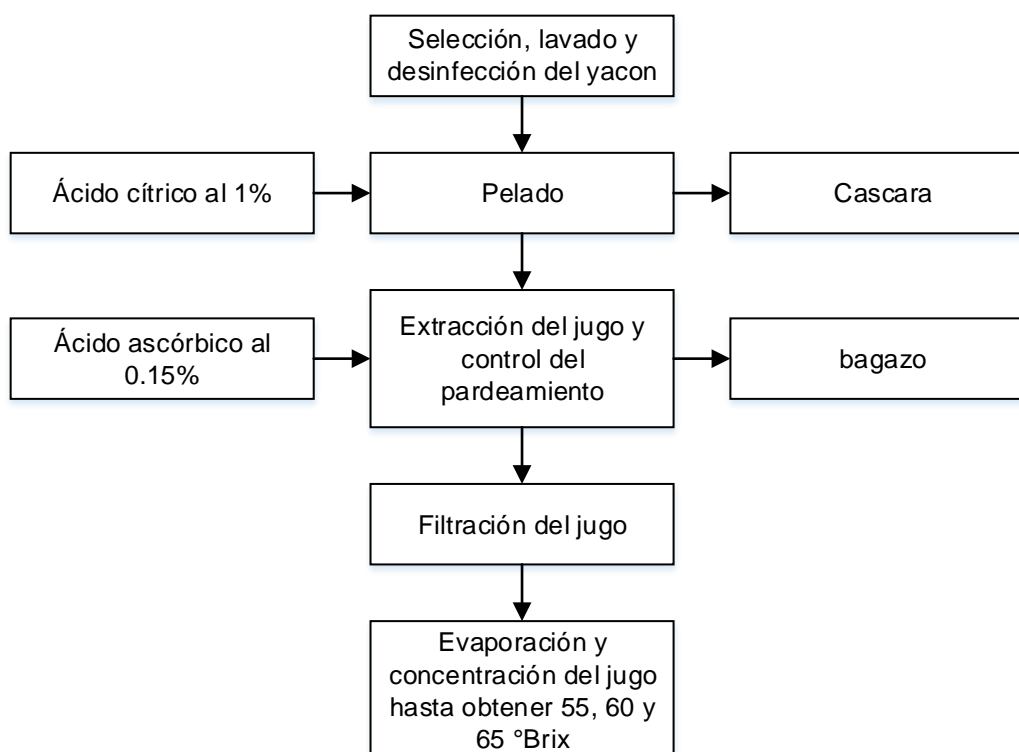 Selección, lavado y
desinfección del yacon
Ácido cítrico al 1%
Pelado
Cascara
Ácido ascórbico al
0.15%
Extracción del jugo y
control del
pardeamiento
bagazo
Filtración del jugo
Evaporación y
concentración del jugo
hasta obtener 55, 60 y
65 °Brix